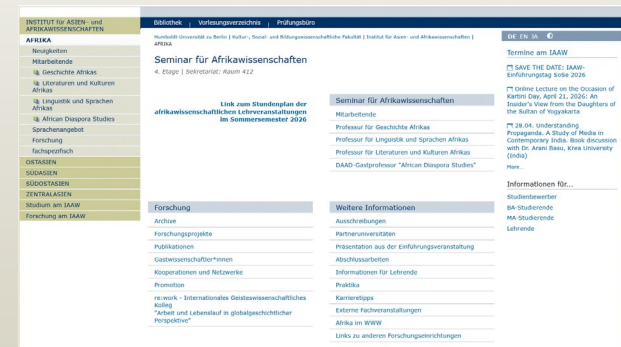 INSTITUT für ASIEN- und
AFRIKAWISSENSCHAFTEN
AFRIKA
Neuigkeiten
Mitarbeitende
Geschichte Afrikas
Literaturen und Kulturen
Afrikas
Linguistik und Sprachen
Afrikas
African Diaspora Studies
Sprachenangebot
Forschung
fachspezifisch
OSTASIEN
SÜDASIEN
SÜDOSTASIEN
ZENTRALASIEN
Studium am IAAW
Forschung am IAAW
Bibliothek | Vorlesungsverzeichnis | Prüfungsbüro
Humboldt-Universität zu Berlin | Kultur-, Sozial- und Bildungswissenschaftliche Fakultät | Institut für Asien- und Afrikawissenschaften |
AFRIKA
Seminar für Afrikawissenschaften
4. Etage | Sekretariat: Raum 412
Link zum Stundenplan der
afrikawissenschaftlichen Lehrveranstaltungen
im Sommersemester 2026
Seminar für Afrikawissenschaften
Mitarbeitende
Professur für Geschichte Afrikas
Professur für Linguistik und Sprachen Afrikas
Professur für Literaturen und Kulturen Afrikas
DAAD-Gastprofessur "African Diaspora Studies"
Forschung
Archive
Forschungsprojekte
Publikationen
Gastwissenschaftler*innen
Kooperationen und Netzwerke
Promotion
re:work - Internationales Geisteswissenschaftliches
Kolleg
"Arbeit und Lebenslauf in globalgeschichtlicher
Perspektive"
Weitere Informationen
Ausschreibungen
Partneruniversitäten
Präsentation aus der Einführungsveranstaltung
Abschlussarbeiten
Informationen für Lehrende
Praktika
Karrieretipps
Externe Fachveranstaltungen
Afrika im WWW
Links zu anderen Forschungseinrichtungen
DE EN JA
Termine am IAAW
SAVE THE DATE: IAAW-
Einführungstag SoSe 2026
Online Lecture on the Occasion of
Kartini Day, April 21, 2026: An
Insider's View from the Daughters of
the Sultan of Yogyakarta
28.04. Understanding
Propaganda. A Study of Media in
Contemporary India. Book discussion
with Dr. Arani Basu, Krea University
(India)
More…
Informationen für...
Studienbewerber
BA-Studierende
MA-Studierende
Lehrende